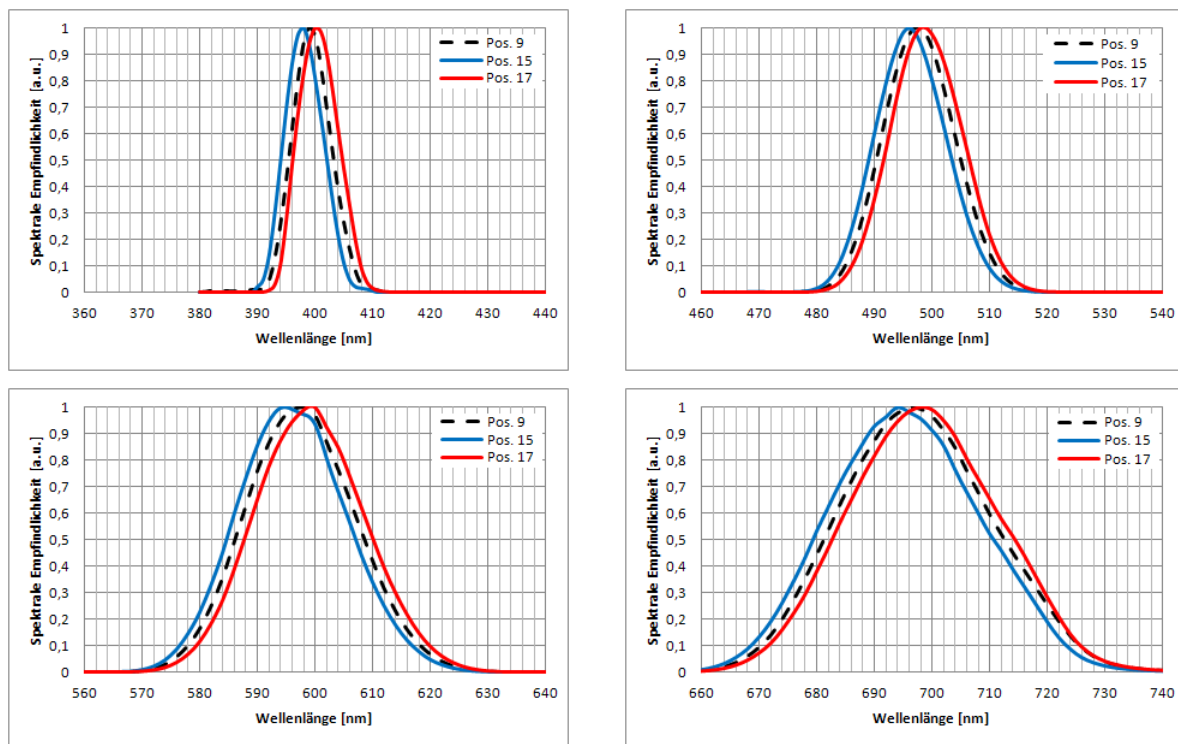 Spektrale Empfindlichkeit [a.u.]
1
0,9
0,8
0,7
0,6
0,5
0,4
0,3
0,2
0,1
0
Pos. 9
Pos. 15
Pos. 17
360 370 380 390 400 410 420 430 440
Wellenlänge [nm]
Spektrale Empfindlichkeit [a.u.]
1
0,9
0,8
0,7
0,6
0,5
0,4
0,3
0,2
0,1
0
Pos. 9
Pos. 15
Pos. 17
460 470 480 490 500 510 520 530 540
Wellenlänge [nm]
Spektrale Empfindlichkeit [a.u.]
1
0,9
0,8
0,7
0,6
0,5
0,4
0,3
0,2
0,1
0
Pos. 9
Pos. 15
Pos. 17
560 570 580 590 600 610 620 630 640
Wellenlänge [nm]
Spektrale Empfindlichkeit [a.u.]
1
0,9
0,8
0,7
0,6
0,5
0,4
0,3
0,2
0,1
0
Pos. 9
Pos. 15
Pos. 17
660 670 680 690 700 710 720 730 740
Wellenlänge [nm]